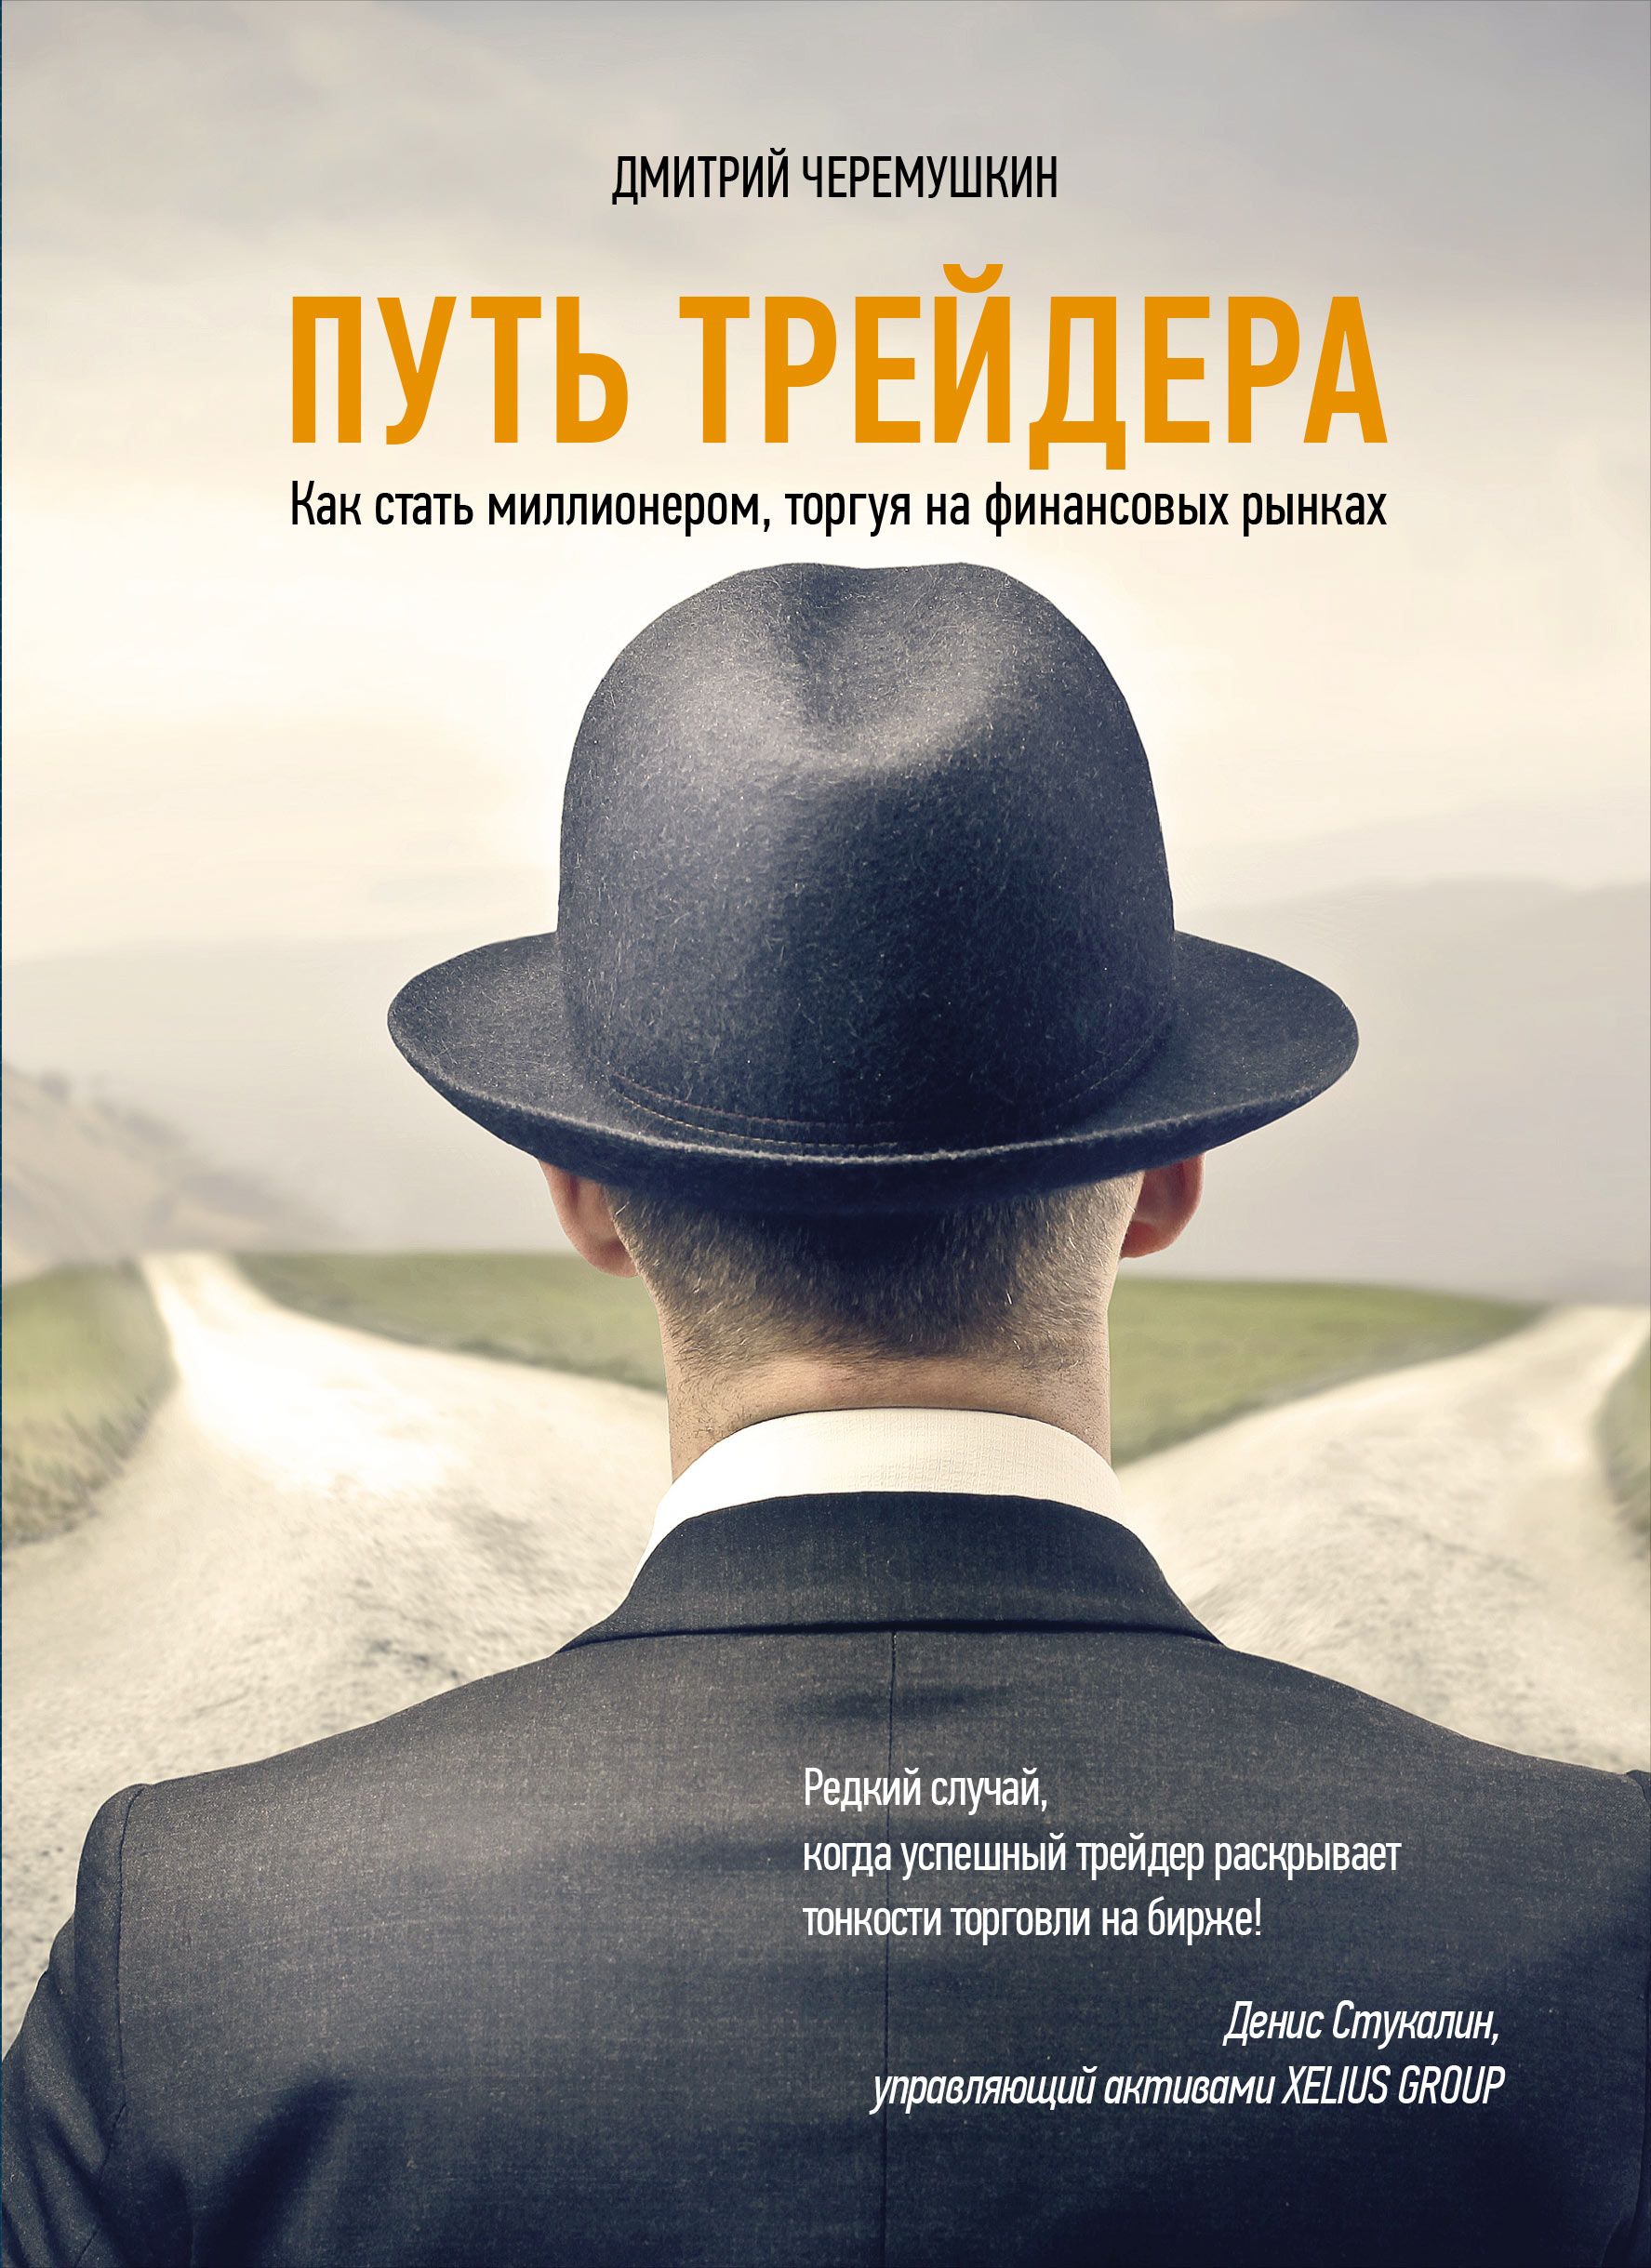 ДМИТРИЙ ЧЕРЕМУШКИН
ПУТЬ ТРЕЙДЕРА
Как стать миллионером, торгуя на финансовых рынках
Редкий случай,
когда успешный трейдер раскрывает
тонкости торговли на бирже!
Денис Стукалин,
управляющий активами XELIUS GROUP